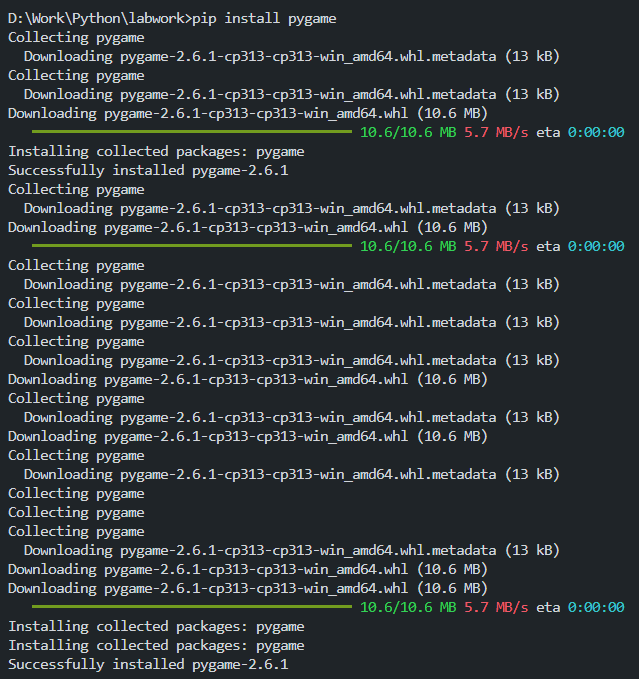 D:\Work\Python\labwork>pip install pygame
Collecting pygame
  Downloading pygame-2.6.1-cp313-cp313-win_amd64.whl.metadata (13 kB)
Collecting pygame
  Downloading pygame-2.6.1-cp313-cp313-win_amd64.whl.metadata (13 kB)
Downloading pygame-2.6.1-cp313-cp313-win_amd64.whl (10.6 MB)
10.6/10.6 MB 5.7 MB/s eta 0:00:00
Installing collected packages: pygame
Successfully installed pygame-2.6.1
Collecting pygame
  Downloading pygame-2.6.1-cp313-cp313-win_amd64.whl.metadata (13 kB)
Downloading pygame-2.6.1-cp313-cp313-win_amd64.whl (10.6 MB)
10.6/10.6 MB 5.7 MB/s eta 0:00:00
Collecting pygame
  Downloading pygame-2.6.1-cp313-cp313-win_amd64.whl.metadata (13 kB)
Collecting pygame
  Downloading pygame-2.6.1-cp313-cp313-win_amd64.whl.metadata (13 kB)
Collecting pygame
  Downloading pygame-2.6.1-cp313-cp313-win_amd64.whl.metadata (13 kB)
Downloading pygame-2.6.1-cp313-cp313-win_amd64.whl (10.6 MB)
Collecting pygame
  Downloading pygame-2.6.1-cp313-cp313-win_amd64.whl.metadata (13 kB)
Downloading pygame-2.6.1-cp313-cp313-win_amd64.whl (10.6 MB)
Collecting pygame
  Downloading pygame-2.6.1-cp313-cp313-win_amd64.whl.metadata (13 kB)
Collecting pygame
Collecting pygame
Collecting pygame
  Downloading pygame-2.6.1-cp313-cp313-win_amd64.whl.metadata (13 kB)
Downloading pygame-2.6.1-cp313-cp313-win_amd64.whl (10.6 MB)
Downloading pygame-2.6.1-cp313-cp313-win_amd64.whl (10.6 MB)
10.6/10.6 MB 5.7 MB/s eta 0:00:00
Installing collected packages: pygame
Installing collected packages: pygame
Successfully installed pygame-2.6.1